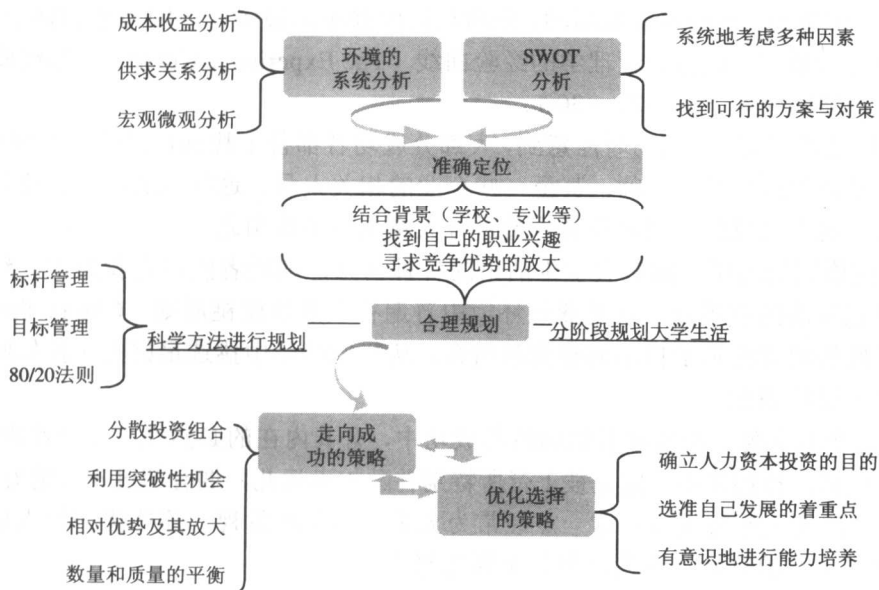 成本收益分析
供求关系分析
宏观微观分析
环境的
系统分析
SWOT
分析
系统地考虑多种因素
找到可行的方案与对策
准确定位
结合背景（学校、专业等）
找到自己的职业兴趣
寻求竞争优势的放大
标杆管理
目标管理
80/20法则
科学方法进行规划
合理规划
分阶段规划大学生活
走向成
功的策略
分散投资组合
利用突破性机会
相对优势及其放大
数量和质量的平衡
优化选择
的策略
确立人力资本投资的目的
选准自己发展的着重点
有意识地进行能力培养